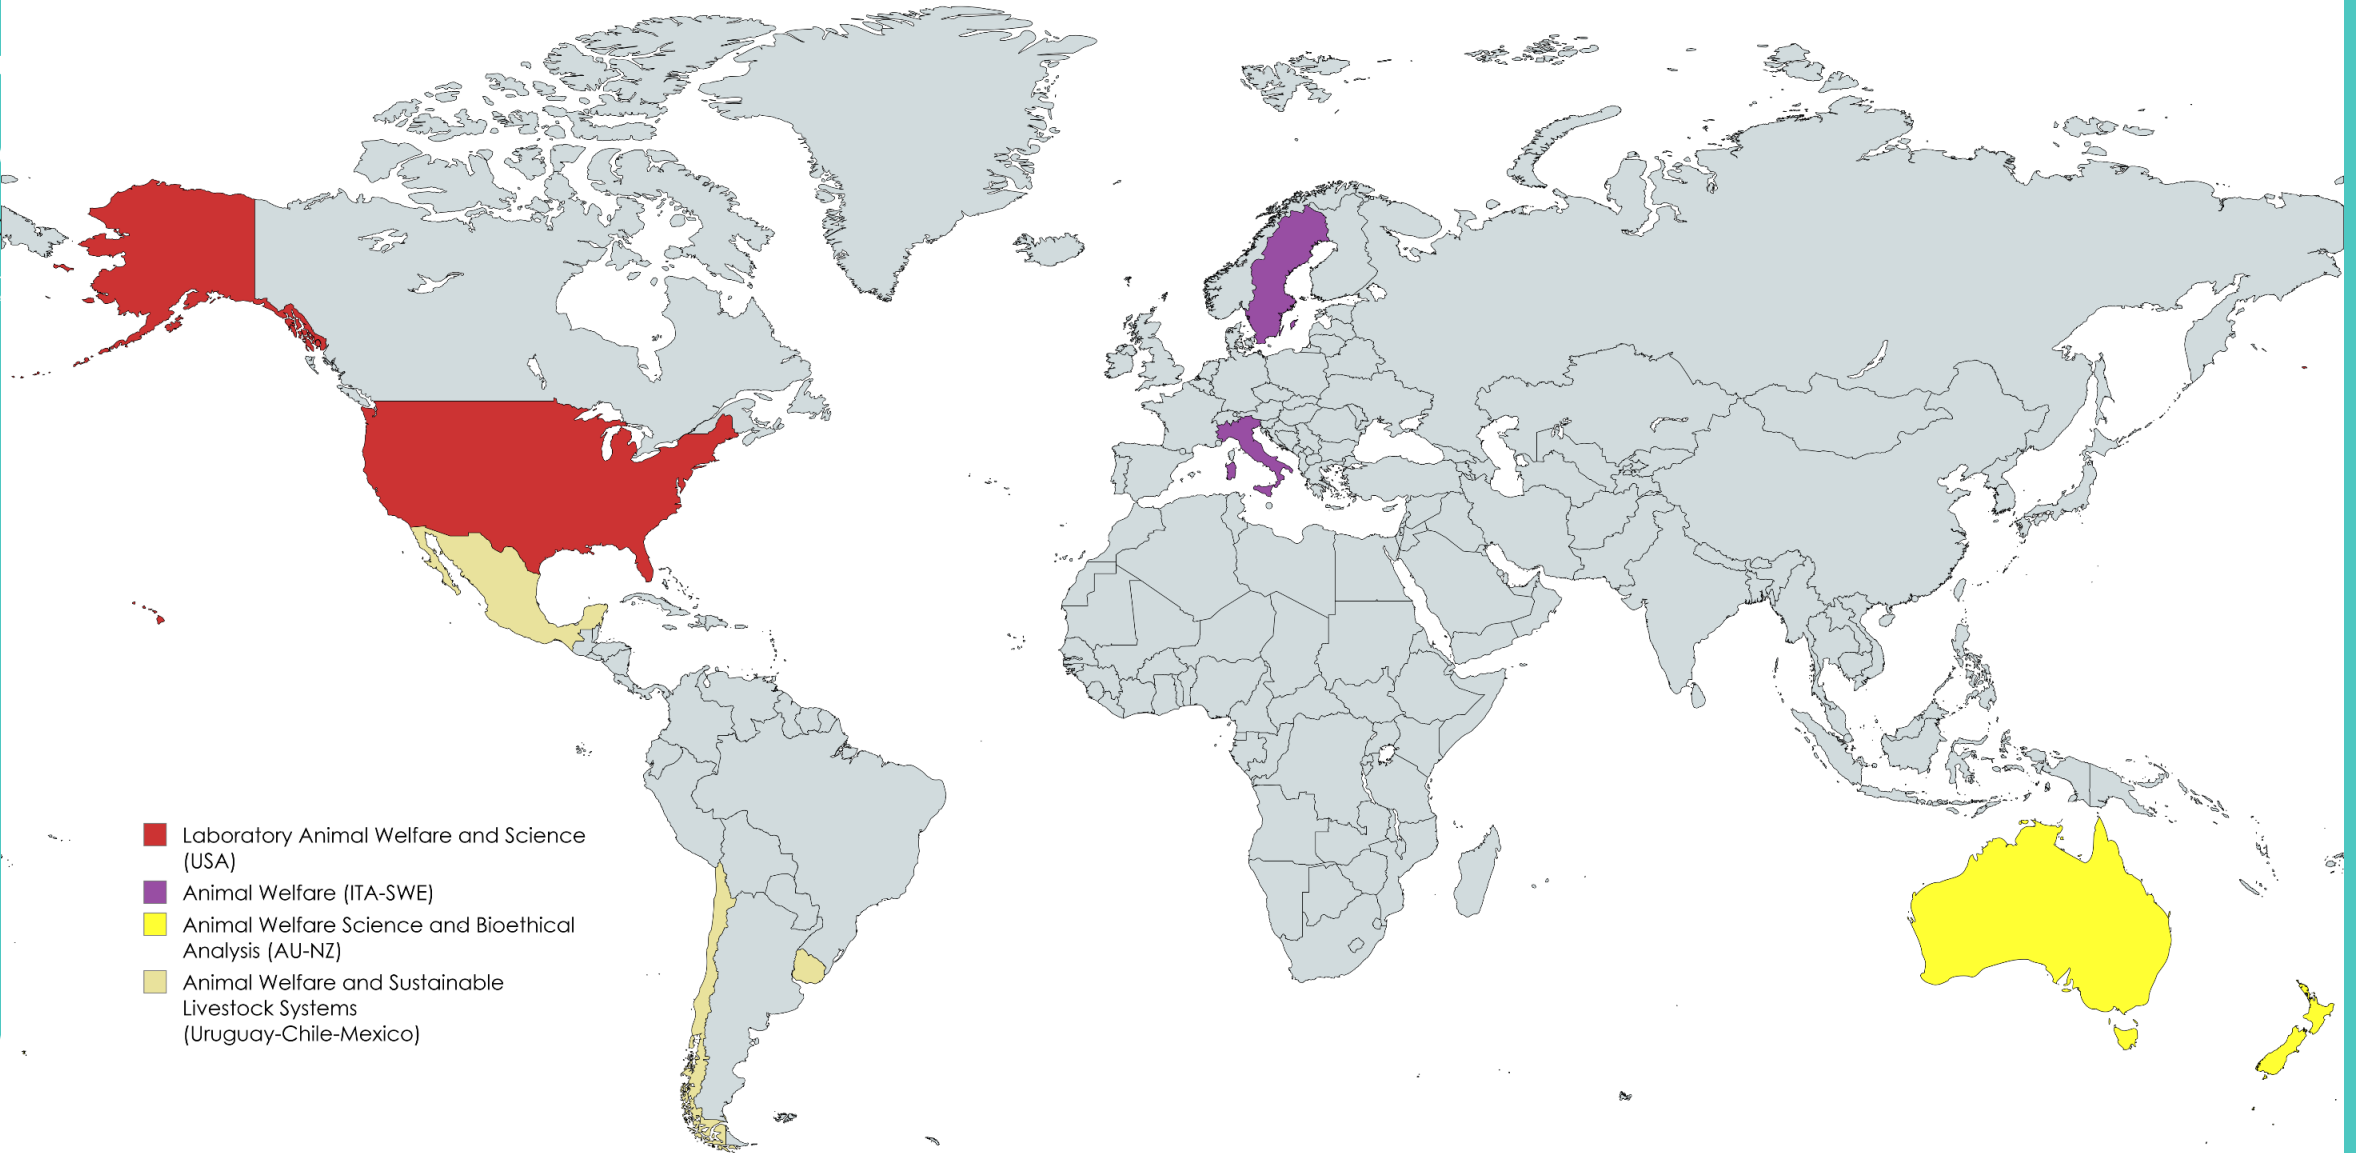 Laboratory Animal Welfare and Science
(USA)
Animal Welfare (ITA-SWE)
Animal Welfare Science and Bioethical
Analysis (AU-NZ)
Animal Welfare and Sustainable
Livestock Systems
(Uruguay-Chile-Mexico)